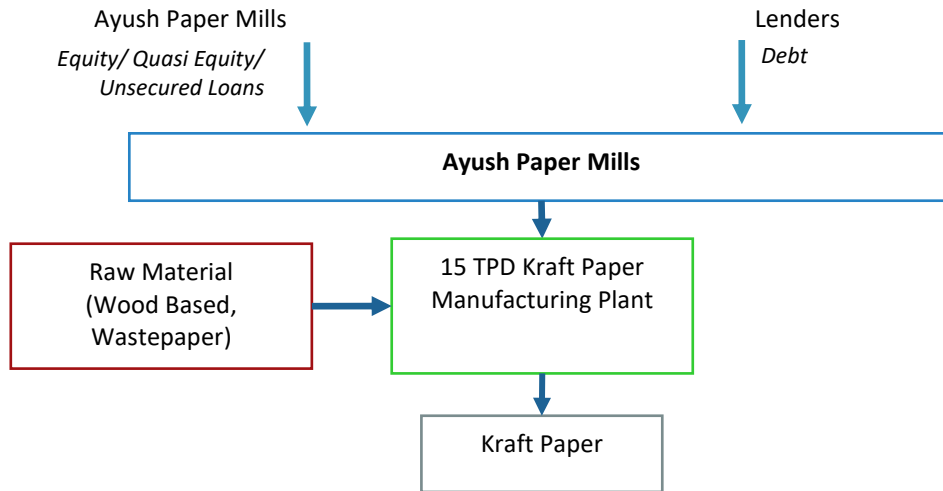 Ayush Paper Mills
Equity/ Quasi Equity/
Unsecured Loans
Lenders
Debt
Ayush Paper Mills
Raw Material
(Wood Based,
Wastepaper)
15 TPD Kraft Paper
Manufacturing Plant
Kraft Paper